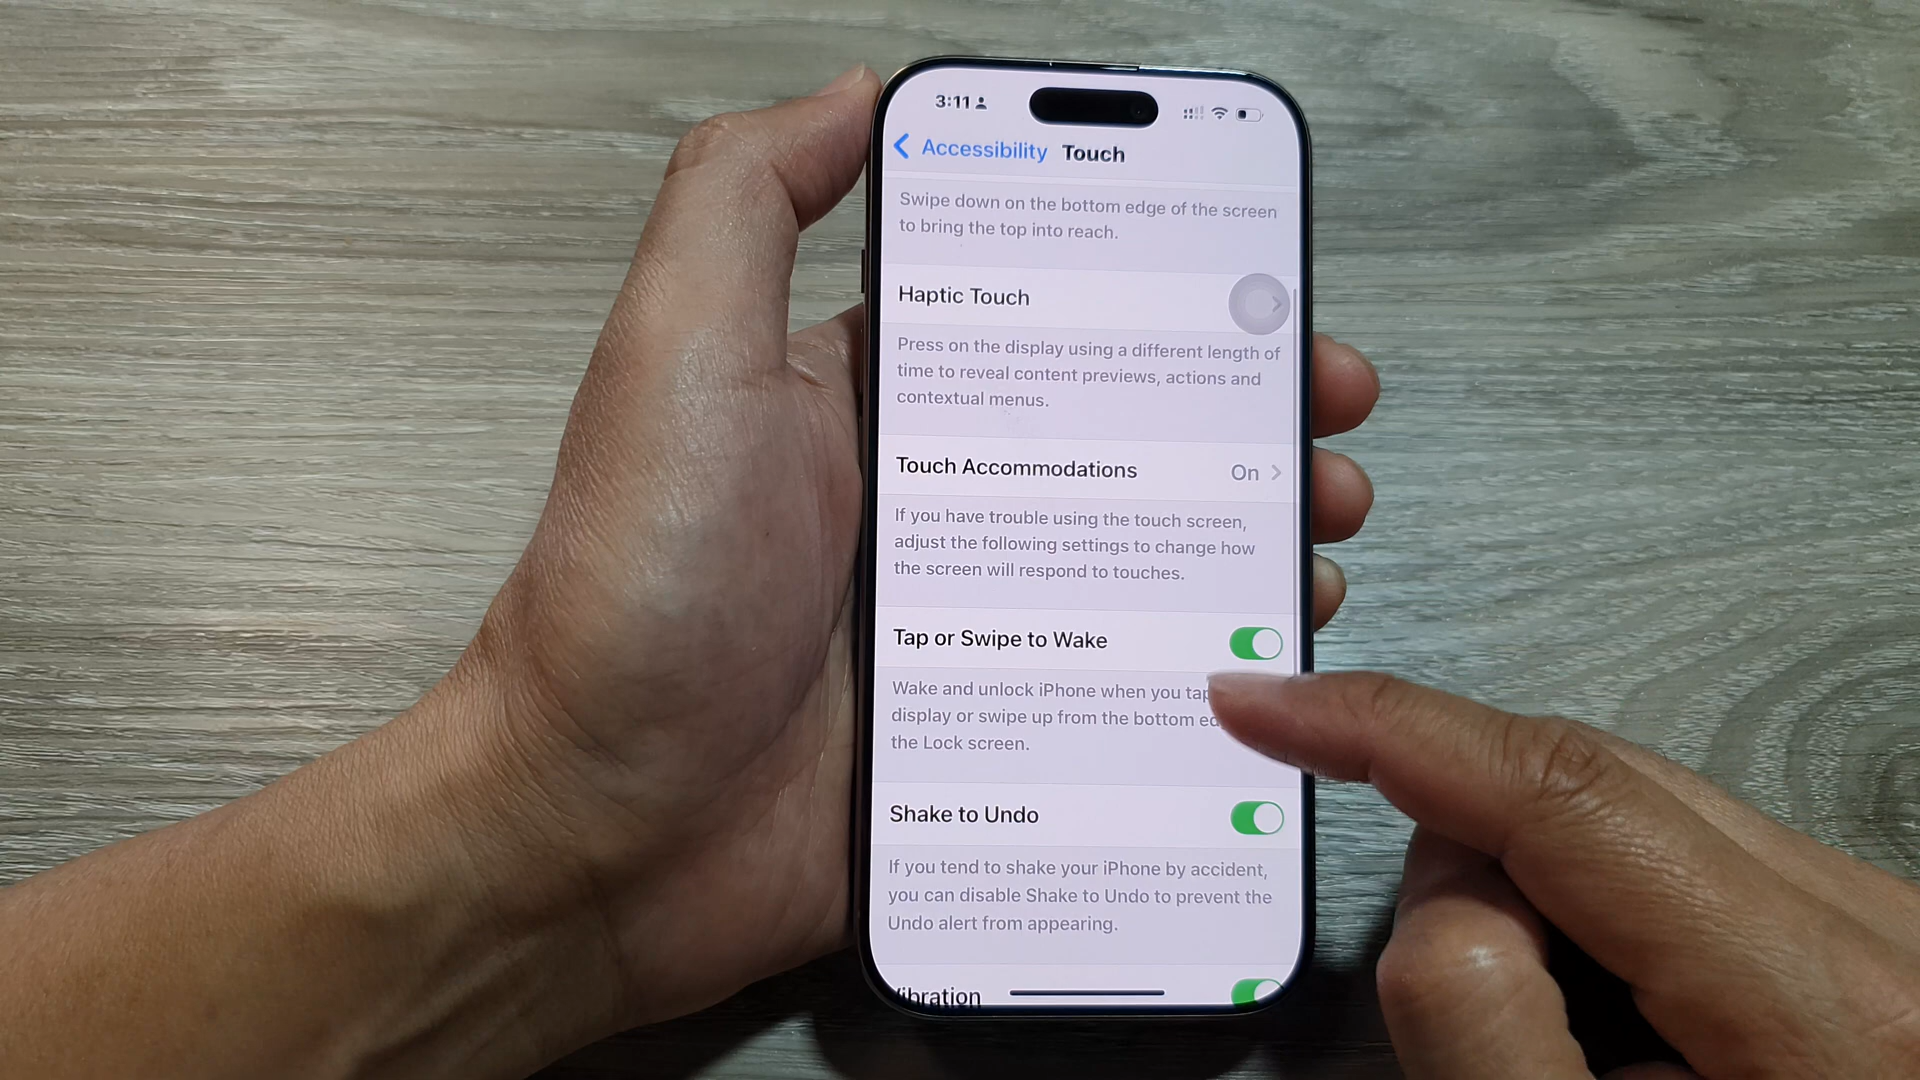 3:11
Accessibility Touch
Swipe down on the bottom edge of the screen
to bring the top into reach.
Haptic Touch
Press on the display using a different length of
time to reveal content previews, actions and
contextual menus.
Touch Accommodations On
If you have trouble using the touch screen,
adjust the following settings to change how
the screen will respond to touches.
Tap or Swipe to Wake
Wake and unlock iPhone when you tap
display or swipe up from the bottom
the Lock screen.
Shake to Undo
If you tend to shake your iPhone by accident,
you can disable Shake to Undo to prevent the
Undo alert from appearing.
Vibration